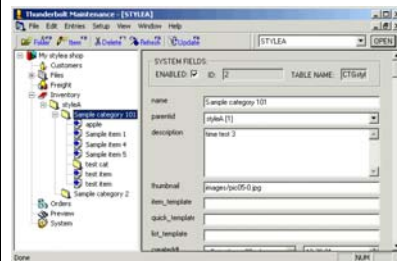 Thunderbolt Maintenance - [STYLEA]
File Edit Entries Setup View Window Help
Folder Item Delete Refresh Update STYLEA OPEN
My stylea shop
Customers
Files
Freight
Inventory
styleA
Sample category 101
apple
Sample item 1
Sample item 4
Sample item 5
test cat
test item
test item
Sample category 2
Orders
Preview
System
SYSTEM FIELDS:
ENABLED: ID: [2 TABLE NAME:
name Sample category 101
parentid styleA [1]
description time test 3
thumbnail images/pic05-0.jpg
item_template
quick_template
list_template
Done NUM